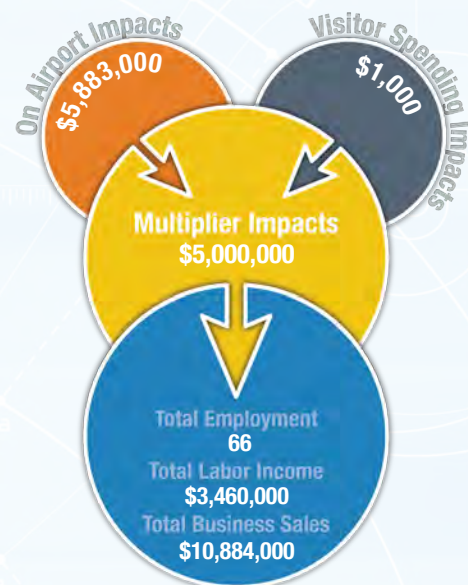 On Airport Impacts
$5,883,000
Visitor Spending Impacts
$1,000
Multiplier Impacts
$5,000,000
Total Employment
66
Total Labor Income
$3,460,000
Total Business Sales
$10,884,000